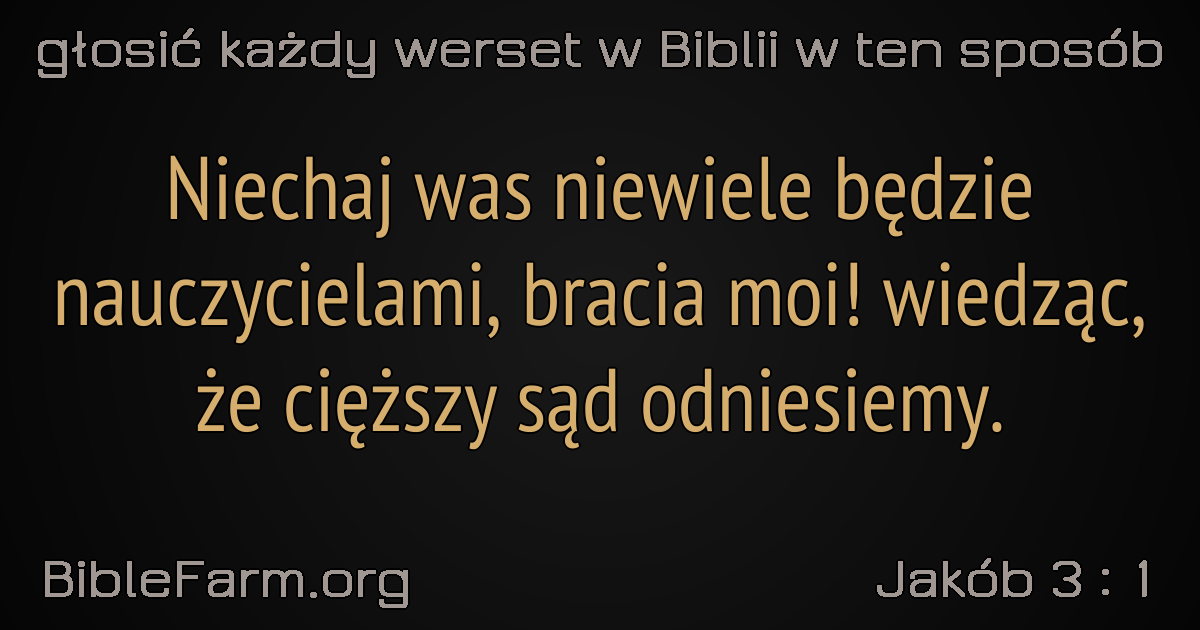 głosić każdy werset w Biblii w ten sposób
Niechaj was niewiele będzie
nauczycielami, bracia moi! wiedząc,
że cięższy sąd odniesiemy.
BibleFarm.org
Jakób 3 : 1